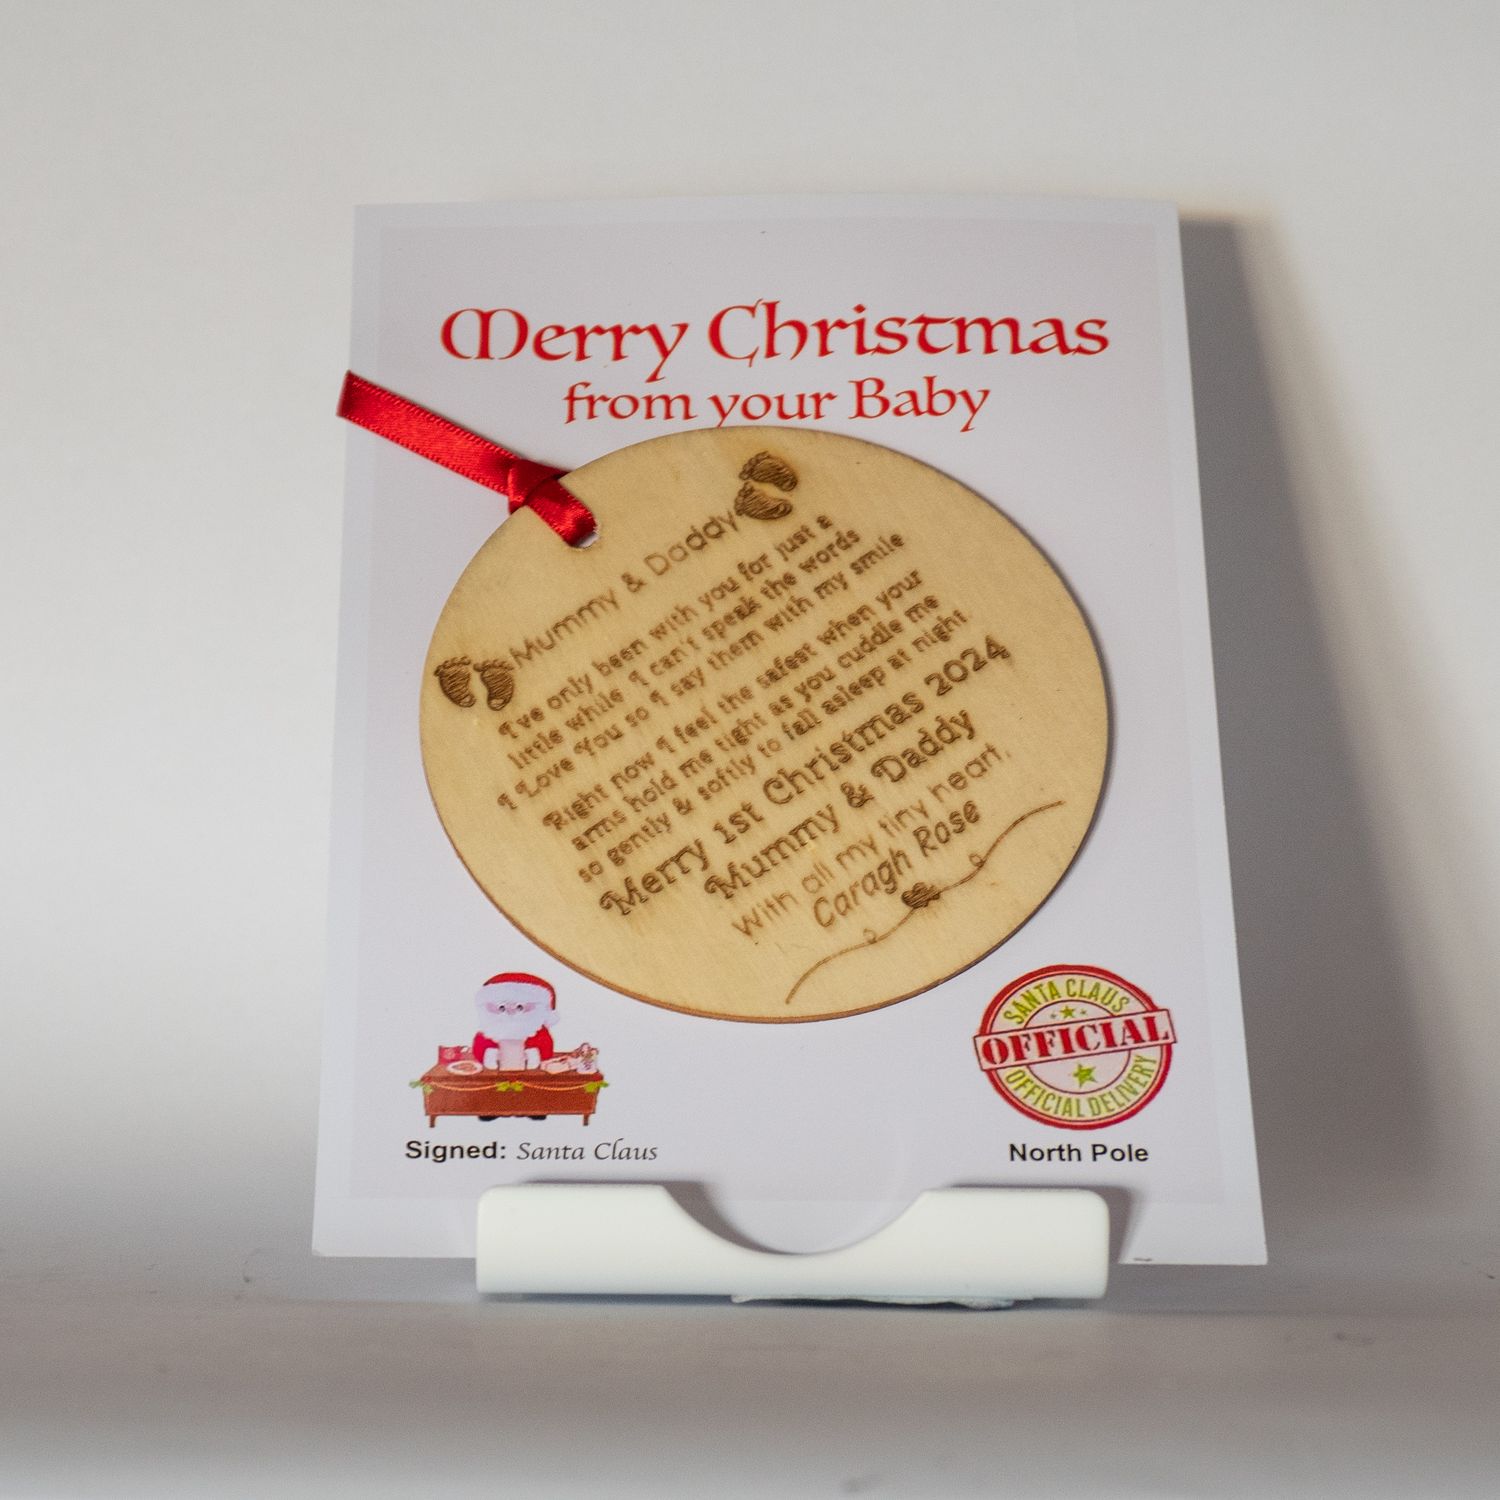 Merry Christmas
from your Baby
Mummy & Daddy
I've only been with you for just a
little while I can't speak the words
I Love You so I say them with my smile
Right now I feel the safest when your
arms hold me tight as you cuddle me
so gently & softly to fall asleep at night
Merry 1st Christmas 2024
Mummy & Daddy
With all my tiny heart,
Caragh Rose
SANTA CLAUS
OFFICIAL
OFFICIAL DELIVERY
Signed: Santa Claus
North Pole